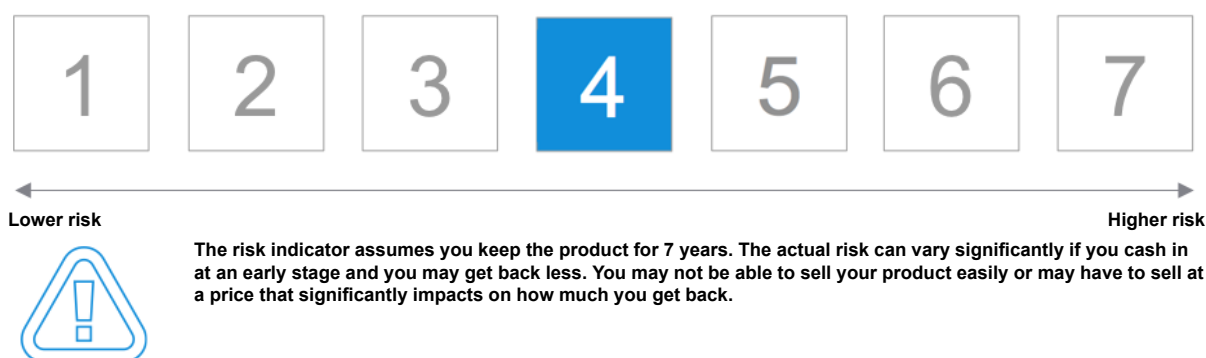 1 2 3 4 5 6 7
Lower risk Higher risk
The risk indicator assumes you keep the product for 7 years. The actual risk can vary significantly if you cash in
at an early stage and you may get back less. You may not be able to sell your product easily or may have to sell at
a price that significantly impacts on how much you get back.